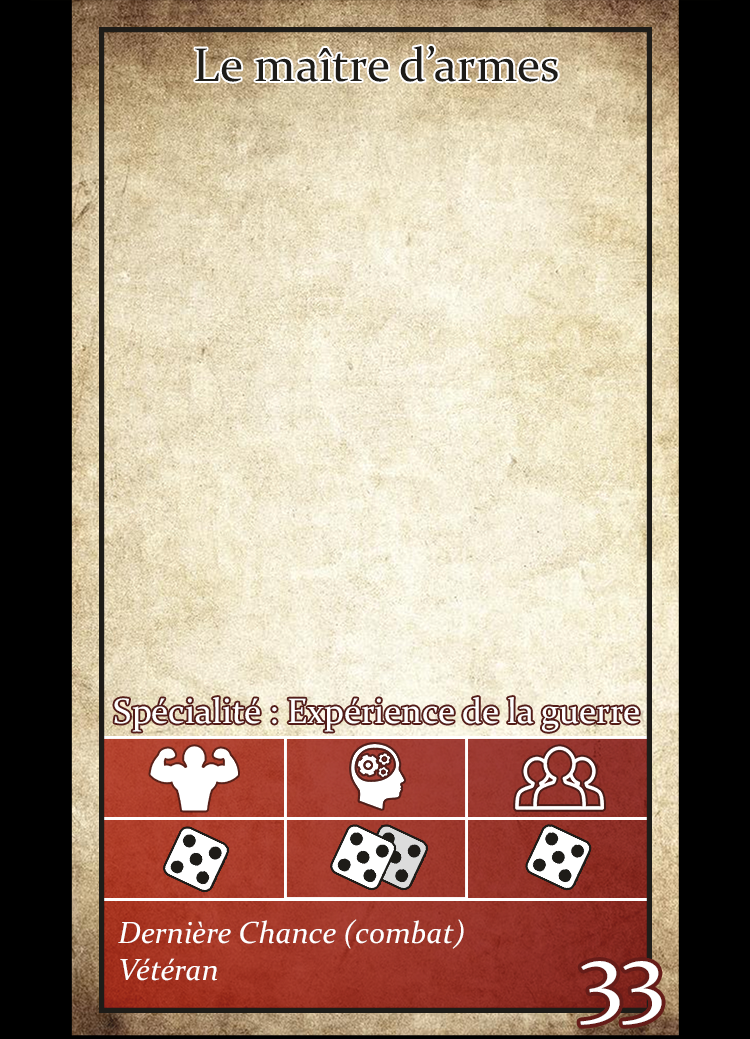 Le maître d’armes
Spécialité : Expérience de la guerre
Dernière Chance (combat)
Vétéran
33